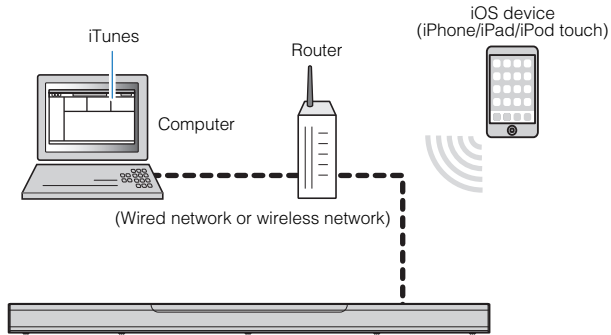 iOS device
(iPhone/iPad/iPod touch)
iTunes
Router
Computer
(Wired network or wireless network)